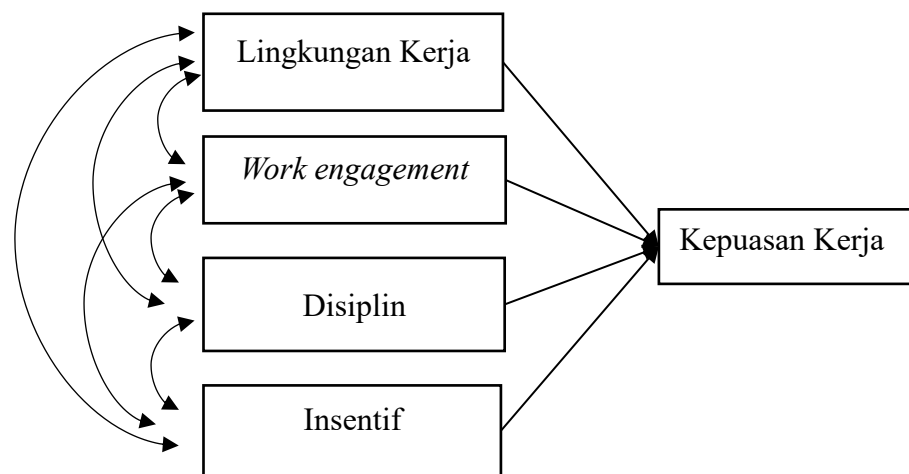 Lingkungan Kerja
Work engagement
Kepuasan Kerja
Disiplin
Insentif